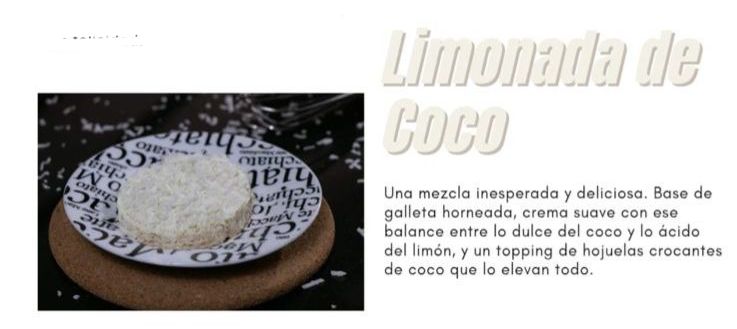 Limonada de
Coco
Una mezcla inesperada y deliciosa. Base de
galleta horneada, crema suave con ese
balance entre lo dulce del coco y lo ácido
del limón, y un topping de hojuelas crocantes
de coco que lo elevan todo.